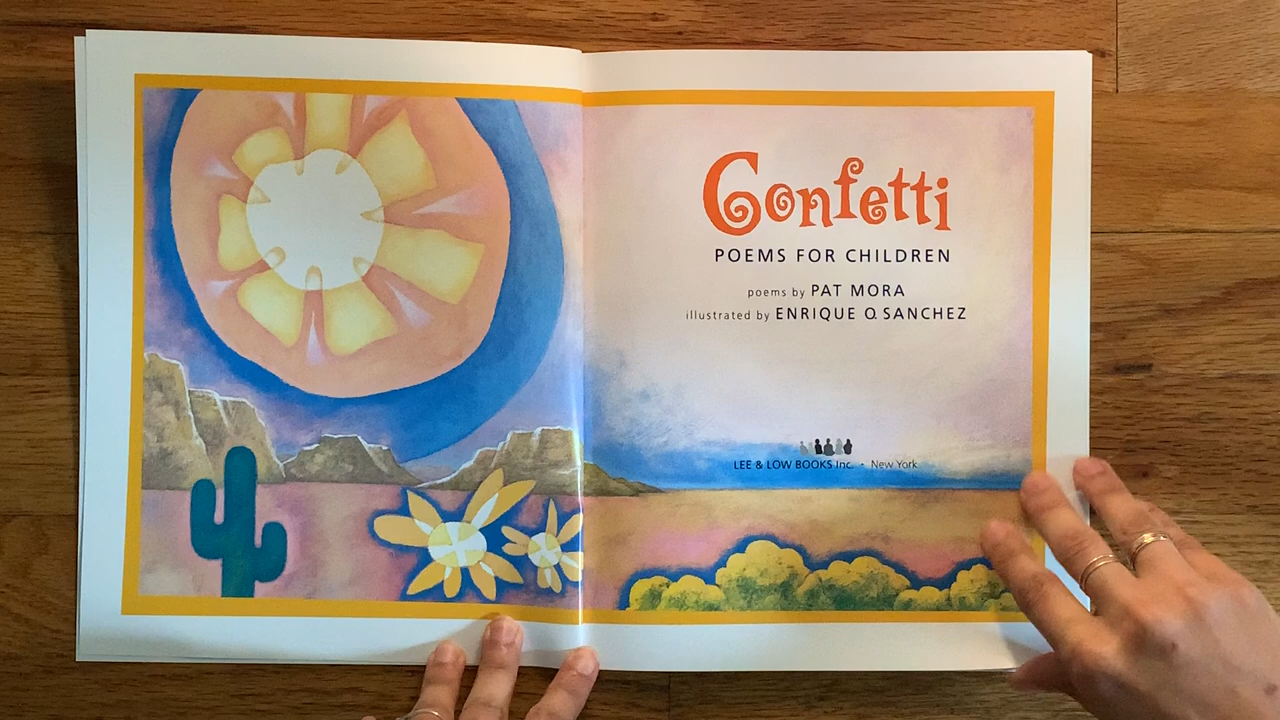 Confetti
POEMS FOR CHILDREN
poems by PAT MORA
illustrated by ENRIQUE O. SANCHEZ
LEE & LOW BOOKS Inc. · New York